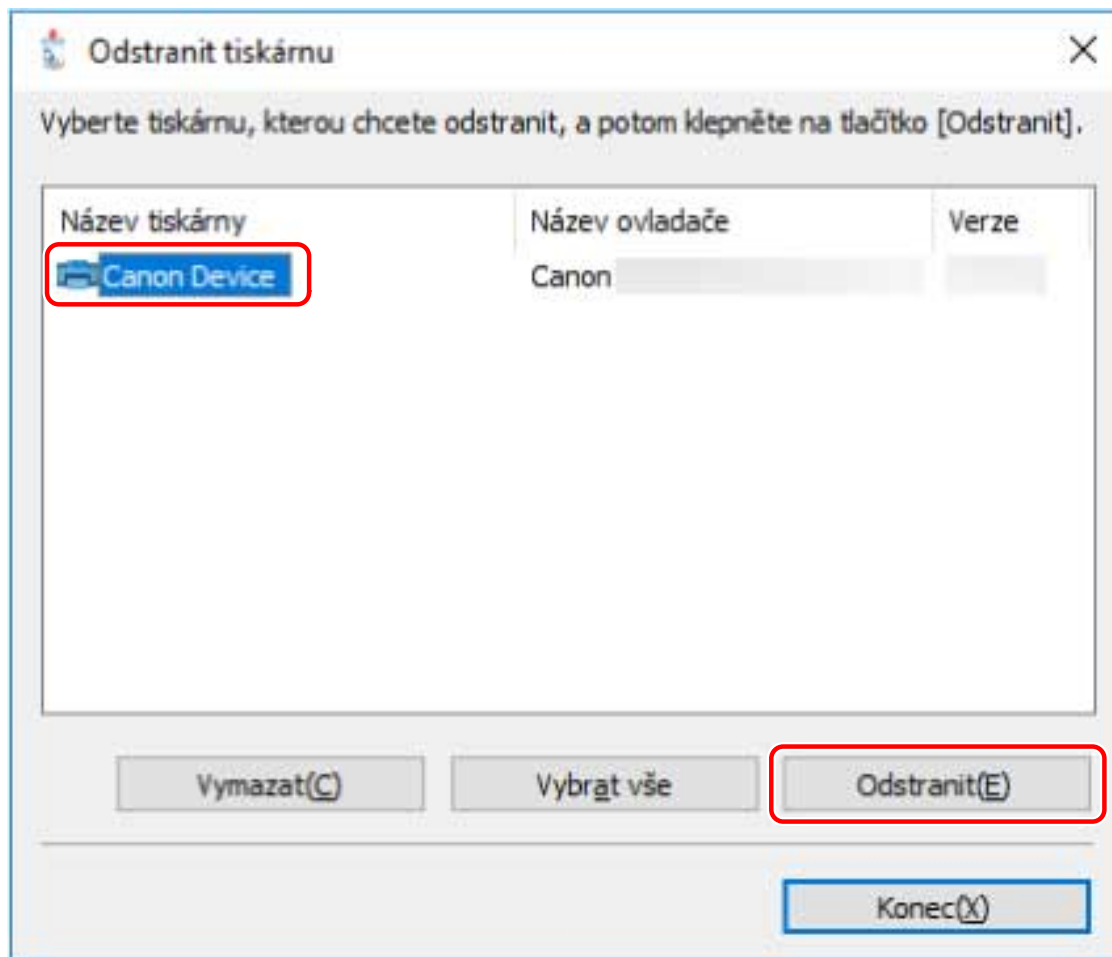 Odstranit tiskárnu
Vyberte tiskárnu, kterou chcete odstranit, a potom klepněte na tlačítko [Odstranit].
Název tiskárny Název ovladače Verze
Canon Device Canon
Vymazat(C) Vybrat vše Odstranit(E)
Konec(X)